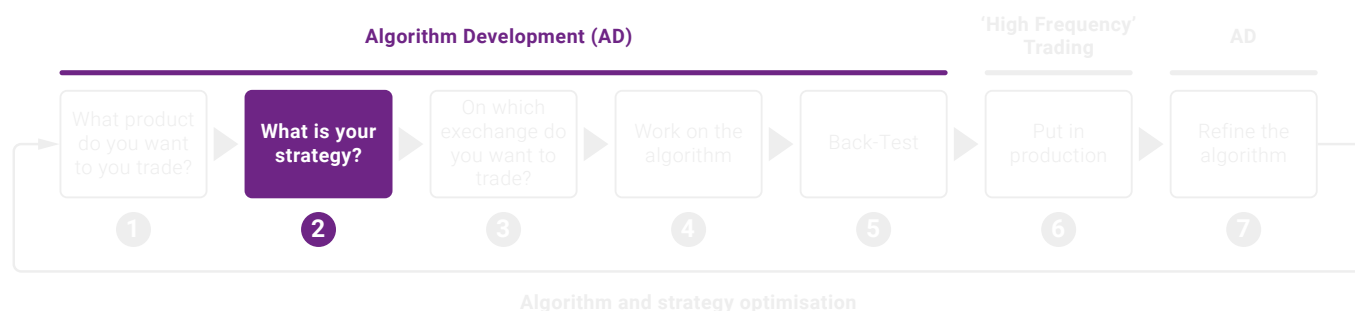 Algorithm Development (AD)
'High Frequency'
Trading
AD
What product
do you want
to you trade?
What is your
strategy?
On which
exechange do
you want to
trade?
Work on the
algorithm
Back-Test
Put in
production
Refine the
algorithm
1
2
3
4
5
6
7
Algorithm and strategy optimisation